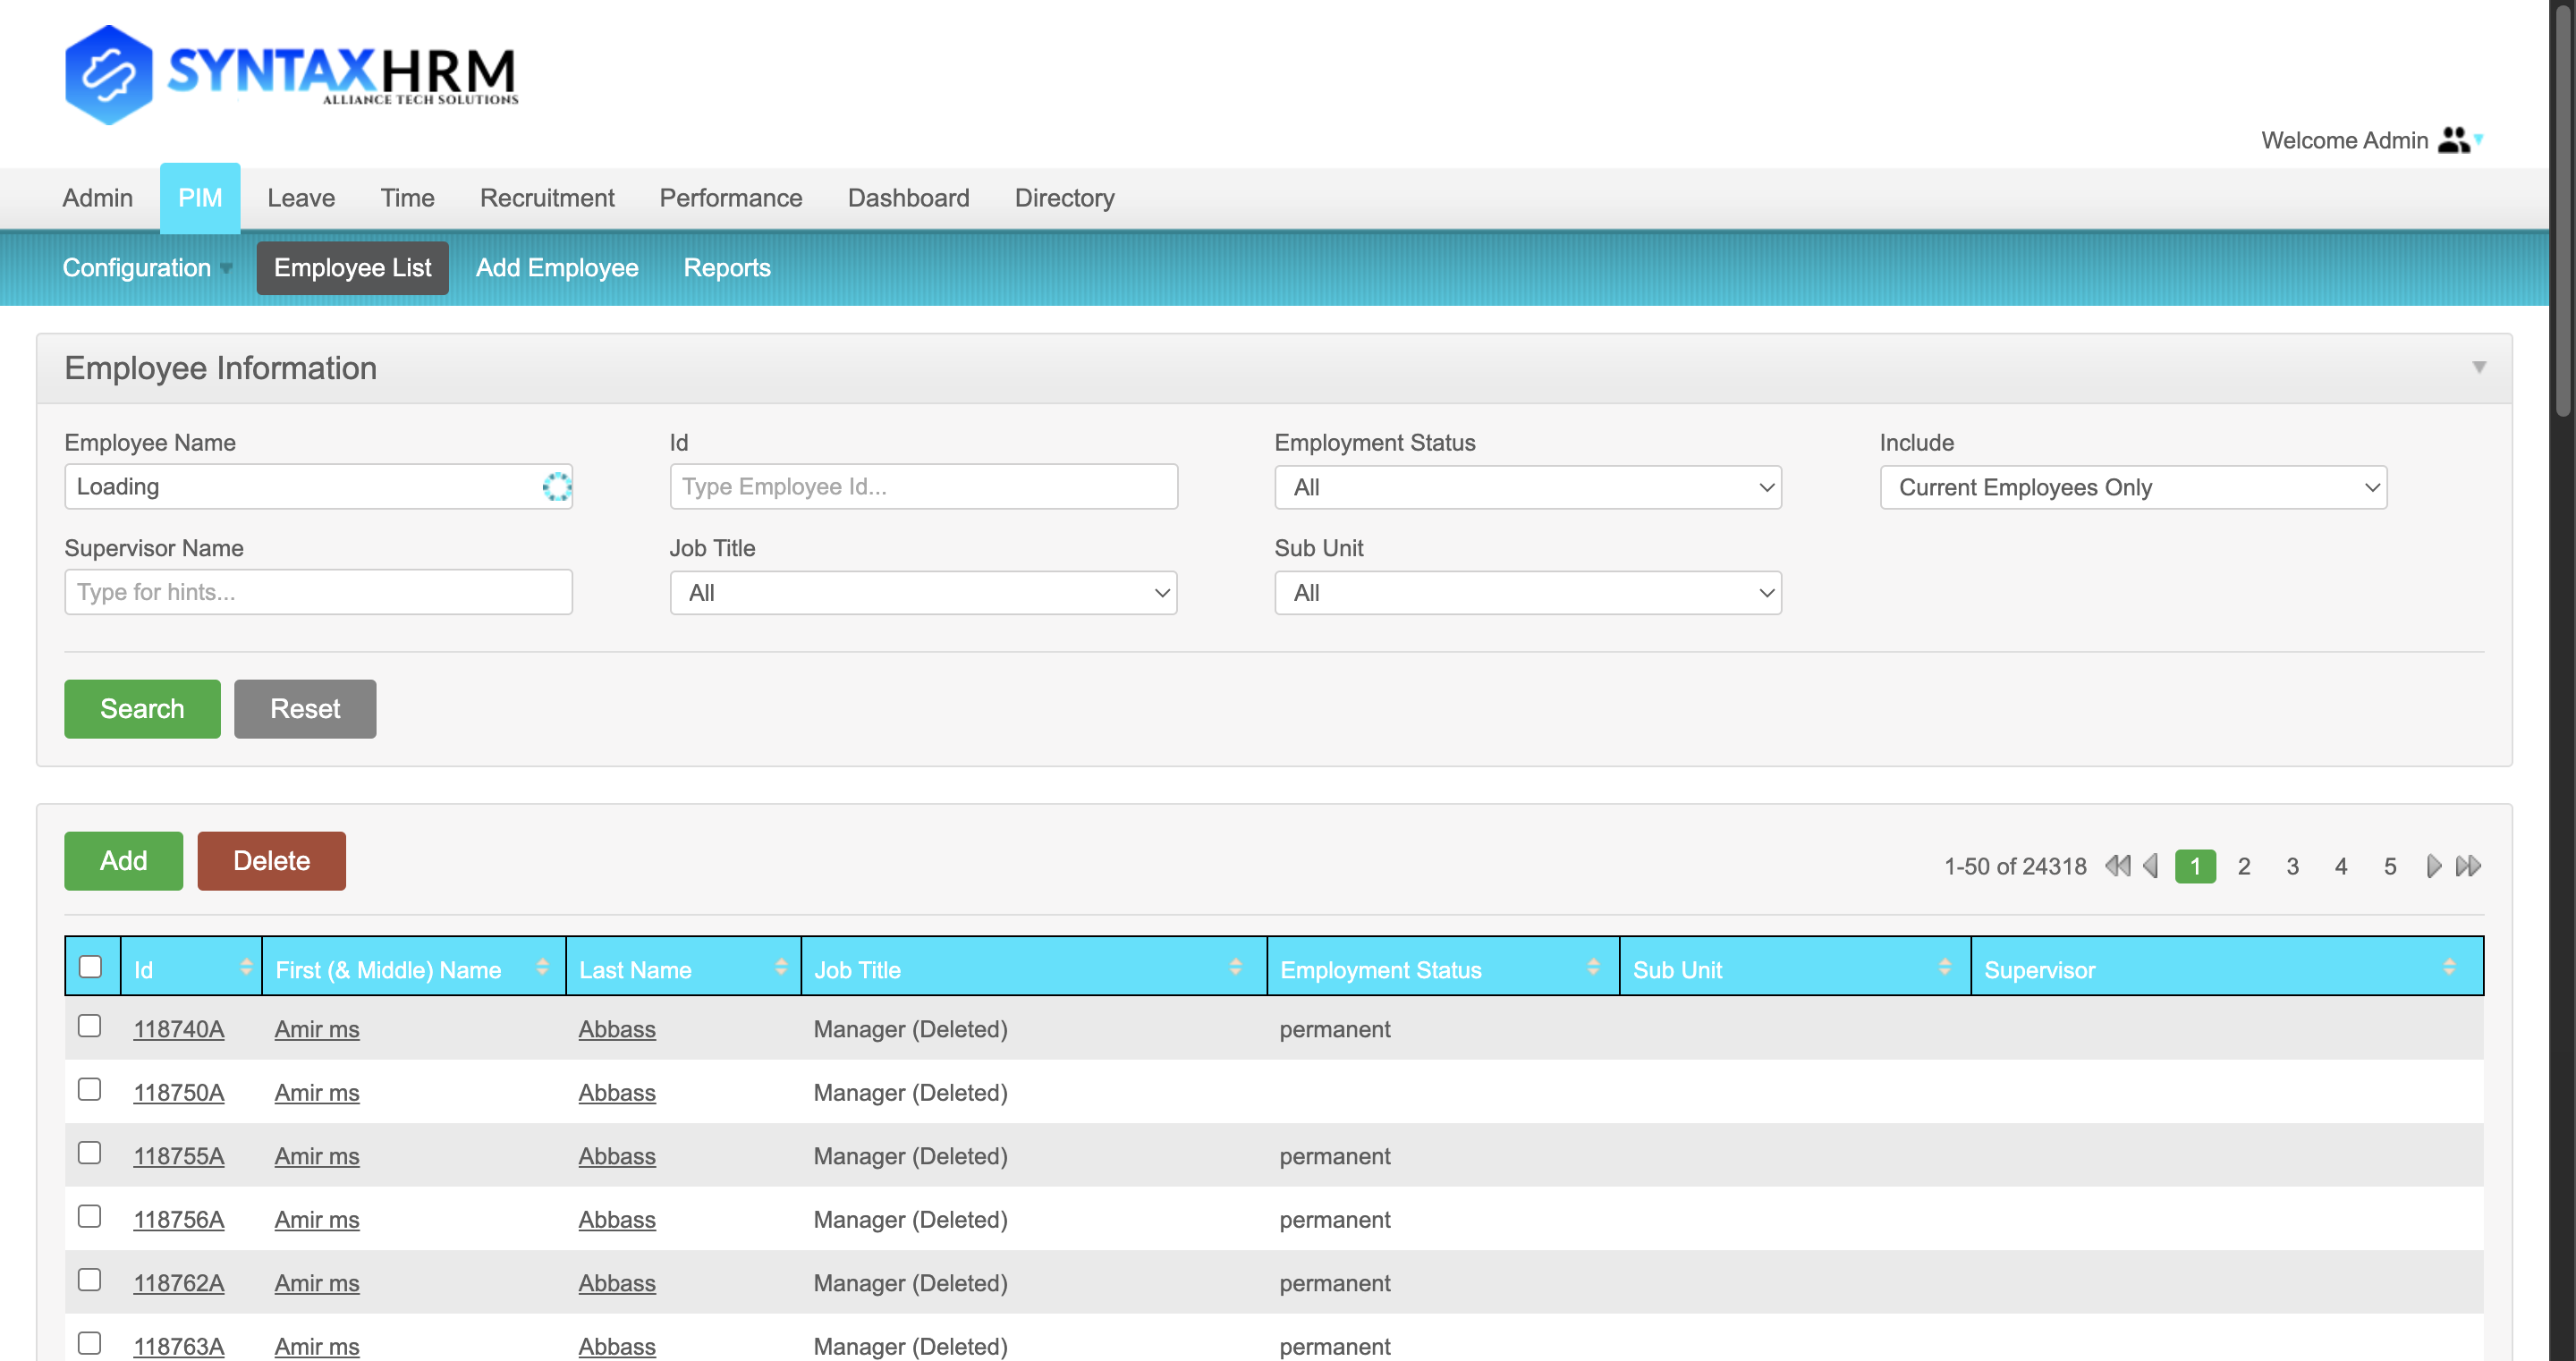 SYNTAXHRM
ALLIANCE TECH SOLUTIONS
Welcome Admin
Admin PIM Leave Time Recruitment Performance Dashboard Directory
Configuration Employee List Add Employee Reports
Employee Information
Employee Name Id Employment Status Include
Loading Type Employee Id... All Current Employees Only
Supervisor Name Job Title Sub Unit
Type for hints... All All
Search Reset
Add Delete 1-50 of 24318 1 2 3 4 5
Id First (& Middle) Name Last Name Job Title Employment Status Sub Unit Supervisor
118740A Amir ms Abbass Manager (Deleted) permanent
118750A Amir ms Abbass Manager (Deleted)
118755A Amir ms Abbass Manager (Deleted) permanent
118756A Amir ms Abbass Manager (Deleted) permanent
118762A Amir ms Abbass Manager (Deleted) permanent
118763A Amir ms Abbass Manager (Deleted) permanent